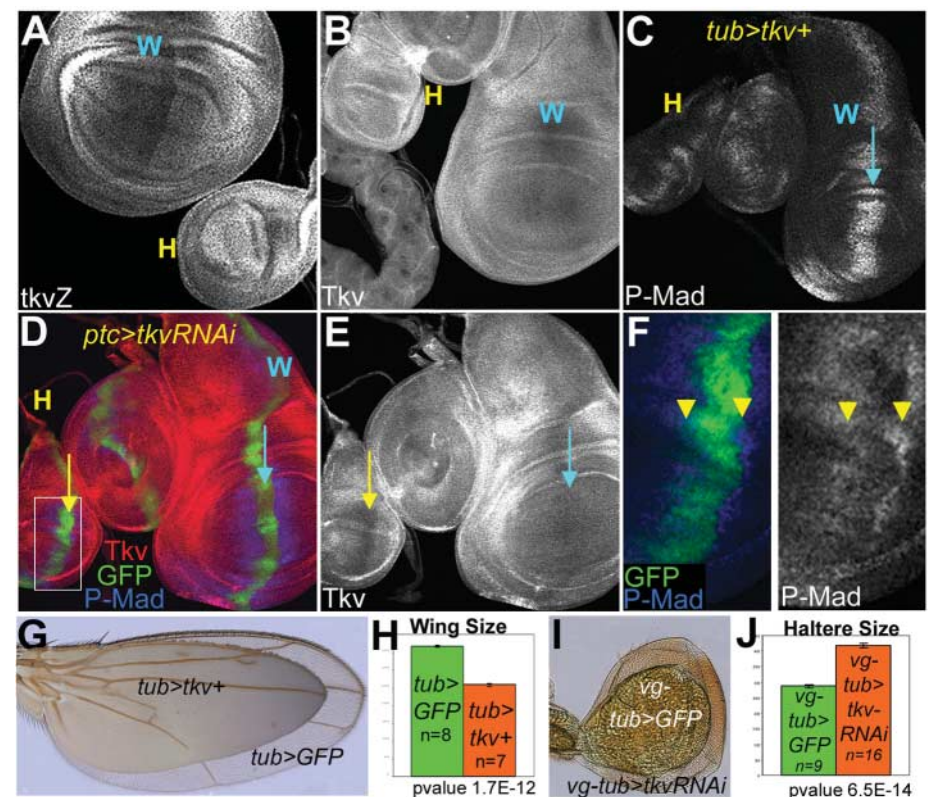 A
W
H
tkvZ
B
H
W
Tkv
C
tub>tkv+
H
W
P-Mad
D
ptc>tkvRNAi
H
W
Tkv
GFP
P-Mad
E
Tkv
F
GFP
P-Mad
P-Mad
G
tub>tkv+
tub>GFP
H
Wing Size
tub>
GFP
n=8
tub>
tkv+
n=7
pvalue 1.7E-12
I
vg-
tub>GFP
vg-tub>tkvRNAi
J
Haltere Size
vg-
tub>
GFP
n=9
vg-
tub>
tkv-
RNAi
n=16
pvalue 6.5E-14